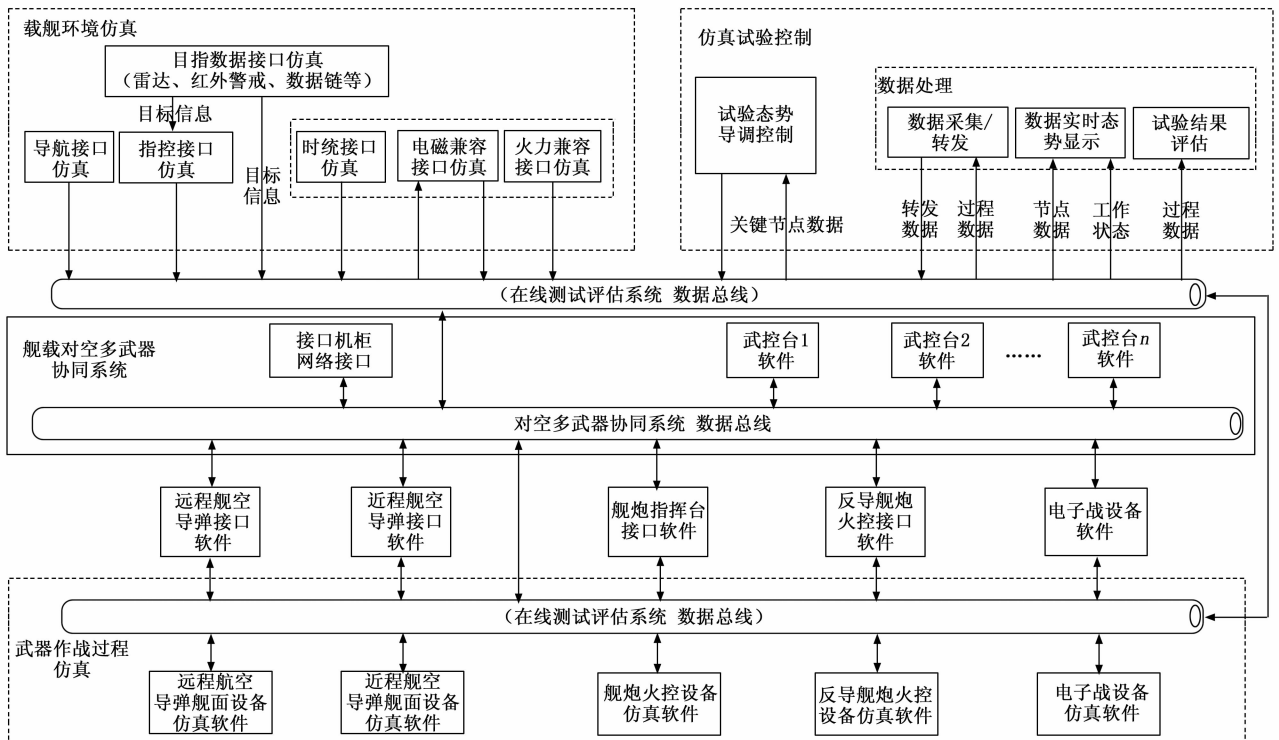 载舰环境仿真
目指数据接口仿真
(雷达、红外警戒、数据链等)
目标信息
导航接口
仿真
指控接口
仿真
目标
信息
时统接口
仿真
电磁兼容
接口仿真
火力兼容
接口仿真
仿真试验控制
试验态势
导调控制
关键节点数据
数据处理
数据采集/
转发
数据实时态
势显示
试验结果
评估
转发
数据
过程
数据
节点
数据
工作
状态
过程
数据
(在线测试评估系统 数据总线)
舰载对空多武器
协同系统
接口机柜
网络接口
武控台1
软件
武控台2
软件
……
武控台n
软件
对空多武器协同系统 数据总线
远程舰空
导弹接口
软件
近程舰空
导弹接口
软件
舰炮指挥台
接口软件
反导舰炮
火控接口
软件
电子战设备
软件
(在线测试评估系统 数据总线)
武器作战过程
仿真
远程航空
导弹舰面设备
仿真软件
近程舰空
导弹舰面设备
仿真软件
舰炮火控设备
仿真软件
反导舰炮火控
设备仿真软件
电子战设备
仿真软件